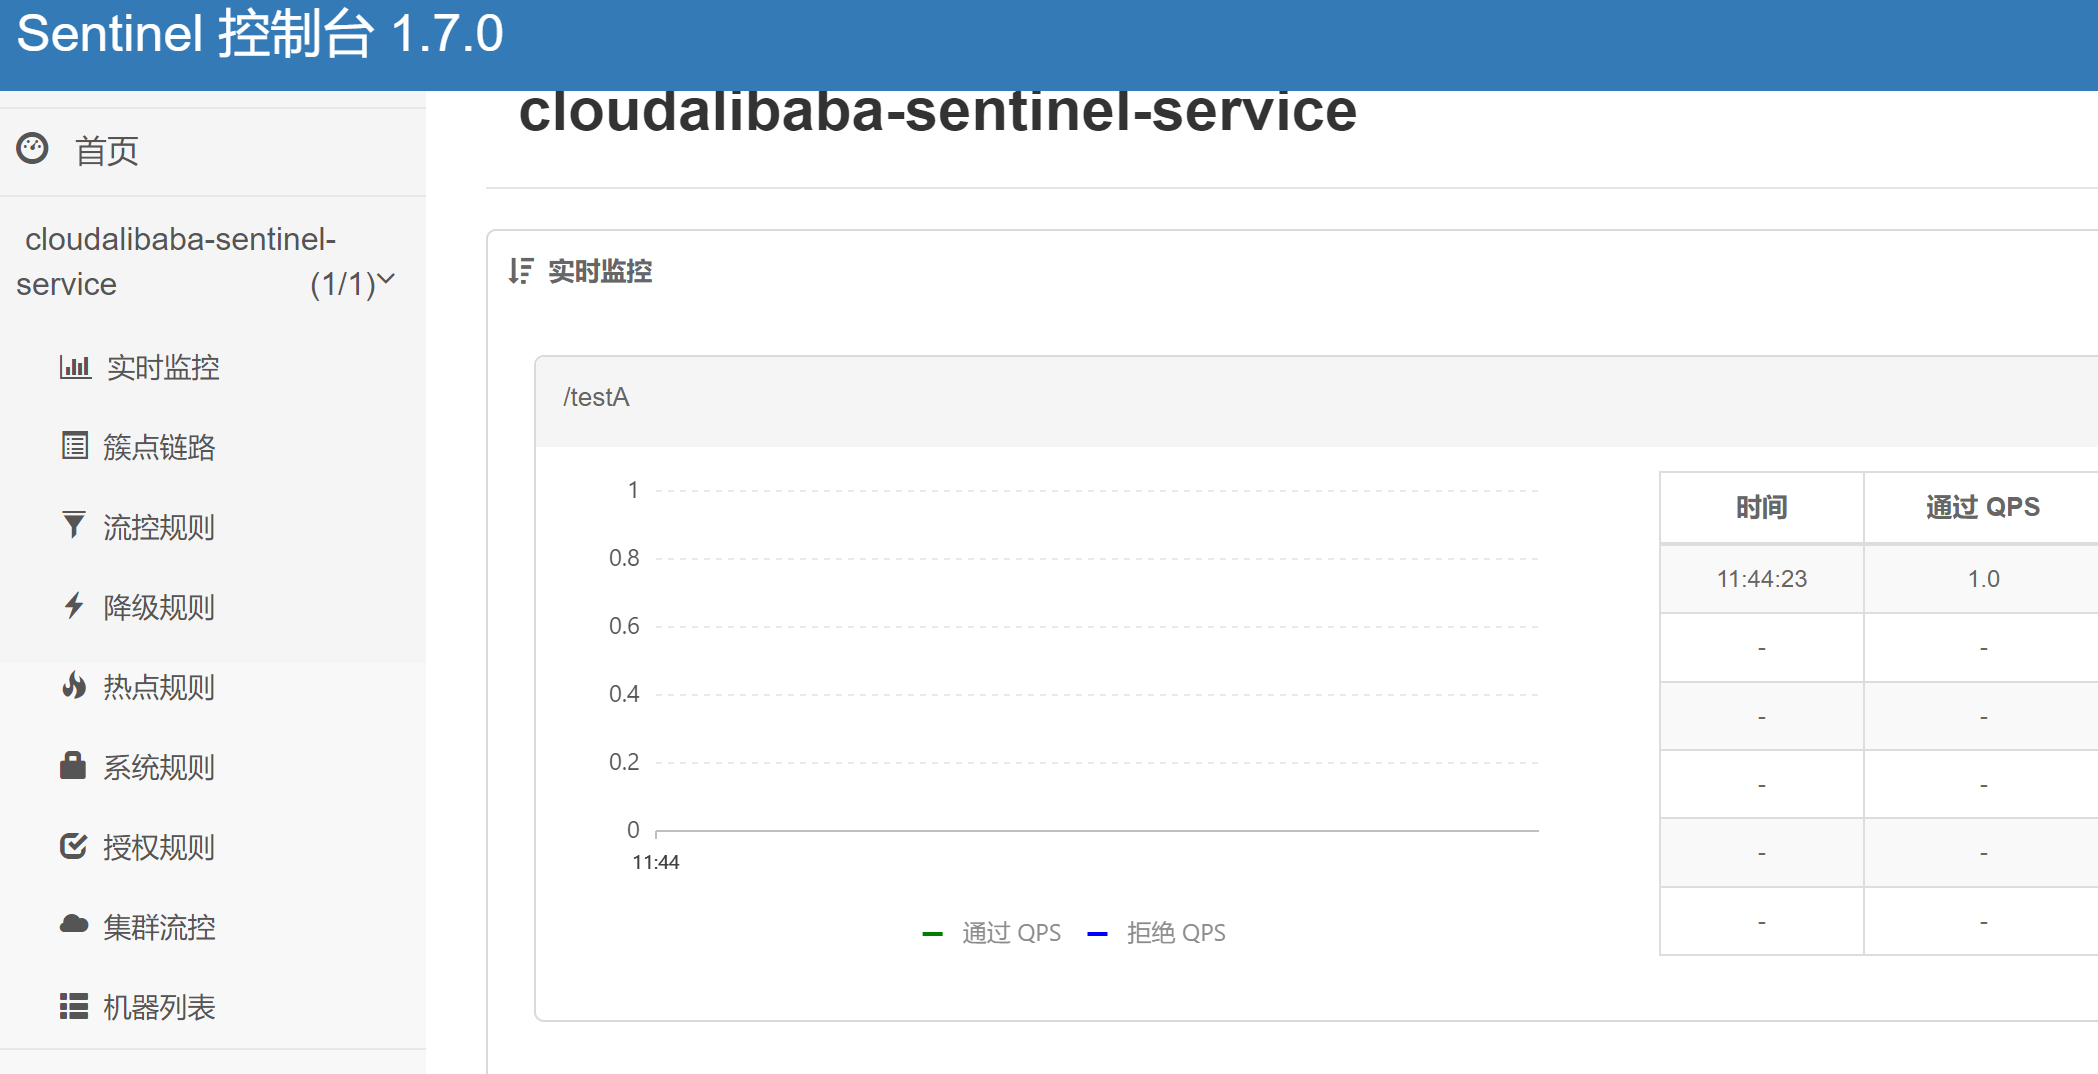 Sentinel 控制台 1.7.0
cloudalibaba-sentinel-service
首页
cloudalibaba-sentinel-
service (1/1)
实时监控
簇点链路
流控规则
降级规则
热点规则
系统规则
授权规则
集群流控
机器列表
实时监控
/testA
1
0.8
0.6
0.4
0.2
0
11:44
通过 QPS 拒绝 QPS
时间 通过 QPS
11:44:23 1.0
- -
- -
- -
- -
- -